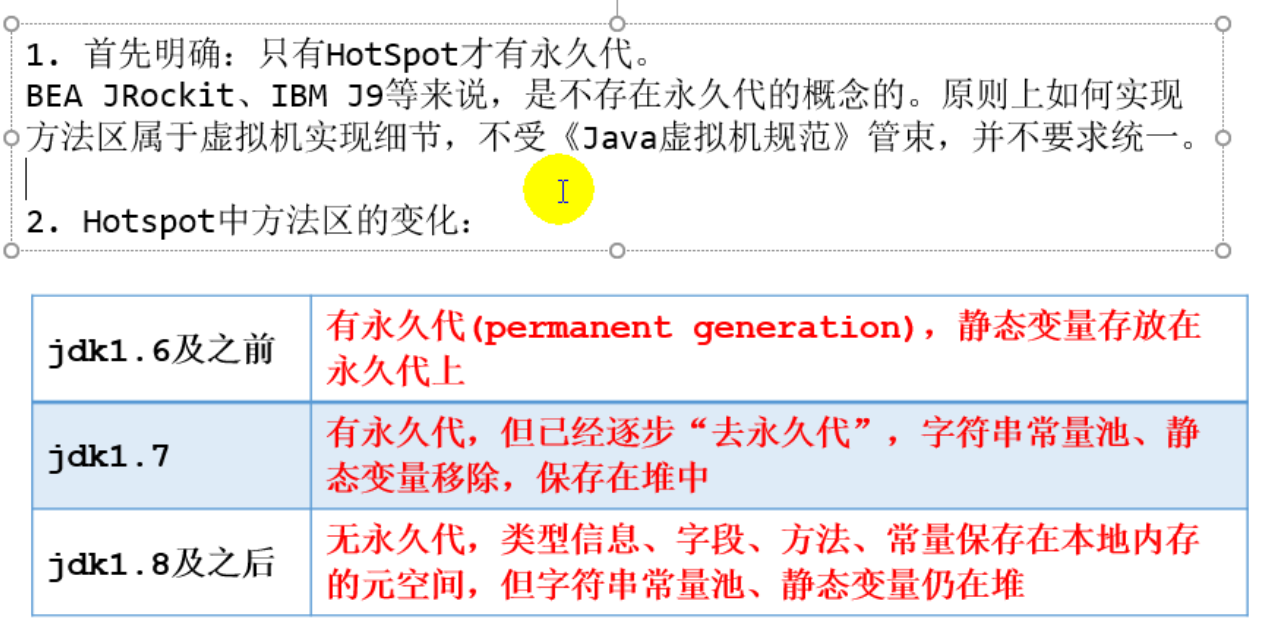 1. 首先明确：只有HotSpot才有永久代。
BEA JRockit、IBM J9等来说，是不存在永久代的概念的。原则上如何实现
方法区属于虚拟机实现细节，不受《Java虚拟机规范》管束，并不要求统一。
2. Hotspot中方法区的变化：
jdk1.6及之前
有永久代(permanent generation)，静态变量存放在
永久代上
jdk1.7
有永久代，但已经逐步“去永久代”，字符串常量池、静
态变量移除，保存在堆中
jdk1.8及之后
无永久代，类型信息、字段、方法、常量保存在本地内存
的元空间，但字符串常量池、静态变量仍在堆